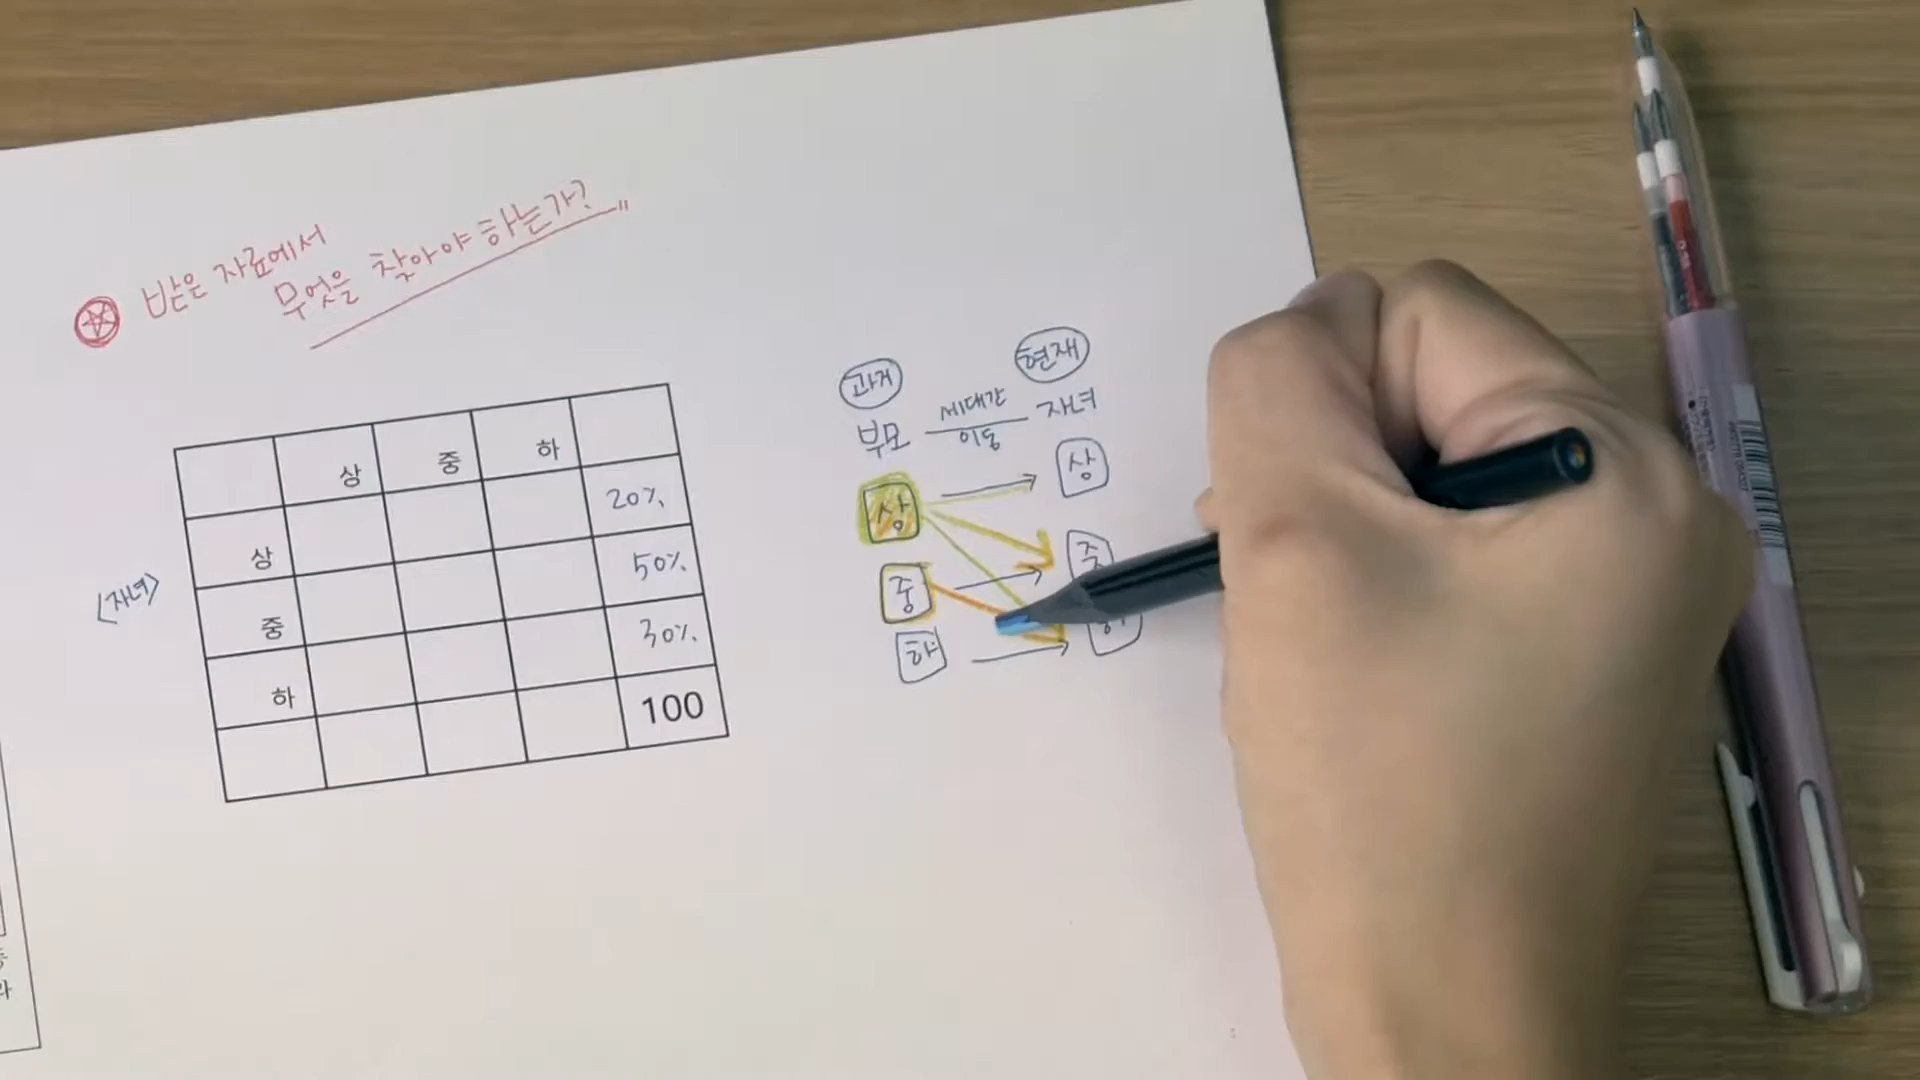 받은 자료에서
무엇을 찾아야 하는가?
상 중 하
20%
상
50%
<자녀>
중
30%
하
100
과거 현재
부모 세대간 자녀
이동
상 상
중 중
하